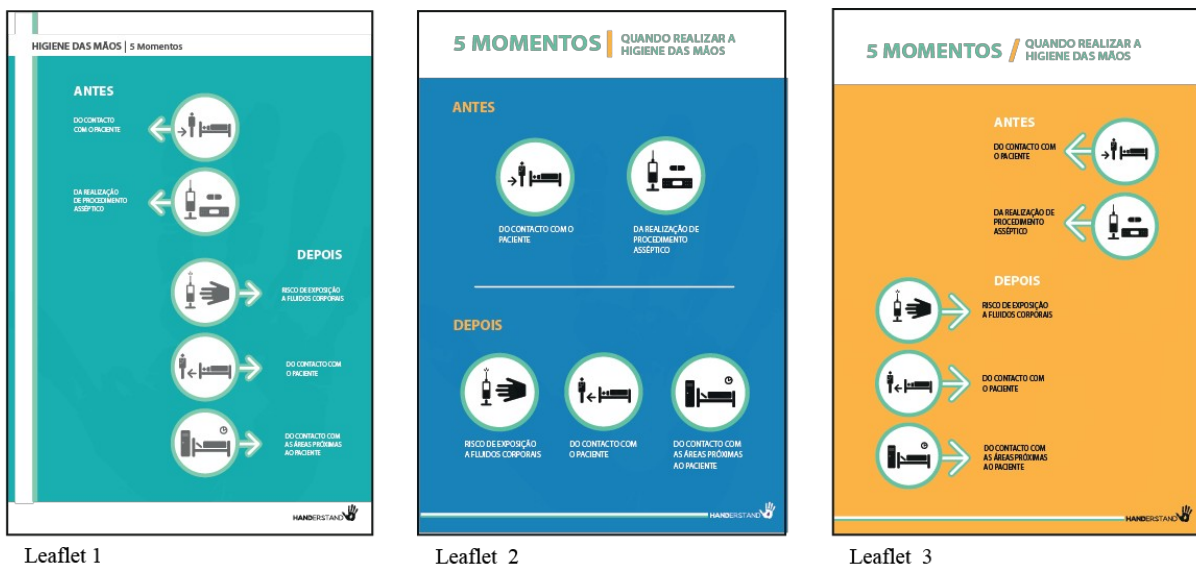 HIGIENE DAS MÃOS | 5 Momentos
ANTES
DO CONTACTO
COM O PACIENTE
DA REALIZAÇÃO
DE PROCEDIMENTO
ASSÉPTICO
DEPOIS
RISCO DE EXPOSIÇÃO
A FLUIDOS CORPORAIS
DO CONTACTO COM
O PACIENTE
DO CONTACTO COM
AS ÁREAS PRÓXIMAS
AO PACIENTE
HANDERSTAND
Leaflet 1
5 MOMENTOS | QUANDO REALIZAR A
HIGIENE DAS MÃOS
ANTES
DO CONTACTO COM O
PACIENTE
DA REALIZAÇÃO DE
PROCEDIMENTO
ASSÉPTICO
DEPOIS
RISCO DE EXPOSIÇÃO
A FLUIDOS CORPORAIS
DO CONTACTO COM
O PACIENTE
DO CONTACTO COM
AS ÁREAS PRÓXIMAS
AO PACIENTE
HANDERSTAND
Leaflet 2
5 MOMENTOS / QUANDO REALIZAR A
HIGIENE DAS MÃOS
ANTES
DO CONTACTO COM
O PACIENTE
DA REALIZAÇÃO DE
PROCEDIMENTO
ASSÉPTICO
DEPOIS
RISCO DE EXPOSIÇÃO
A FLUIDOS CORPORAIS
DO CONTACTO COM
O PACIENTE
DO CONTACTO COM
AS ÁREAS PRÓXIMAS
AO PACIENTE
HANDERSTAND
Leaflet 3